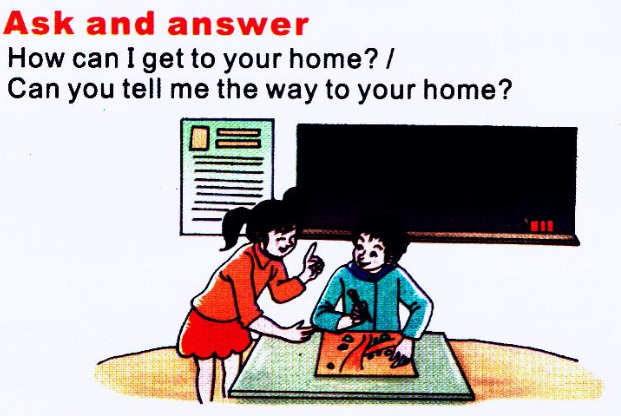 Ask and answer
How can I get to your home? /
Can you tell me the way to your home?